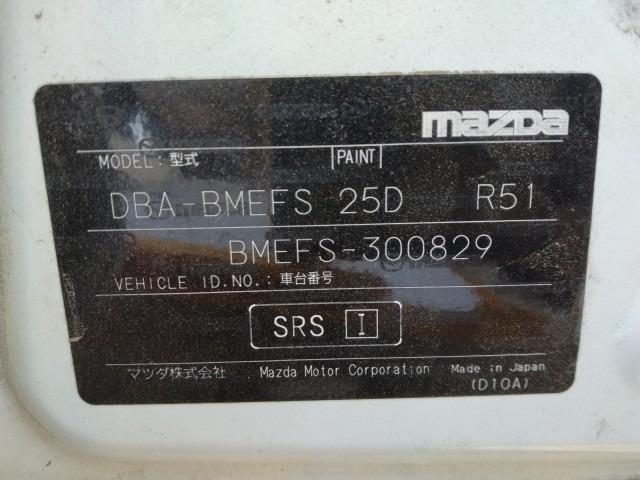 mazda
MODEL: 型式 PAINT
DBA-BMEFS 25D R51
BMEFS-300829
VEHICLE ID.NO.: 車台番号
SRS I
マツダ株式会社 Mazda Motor Corporation Made in Japan
(D10A)